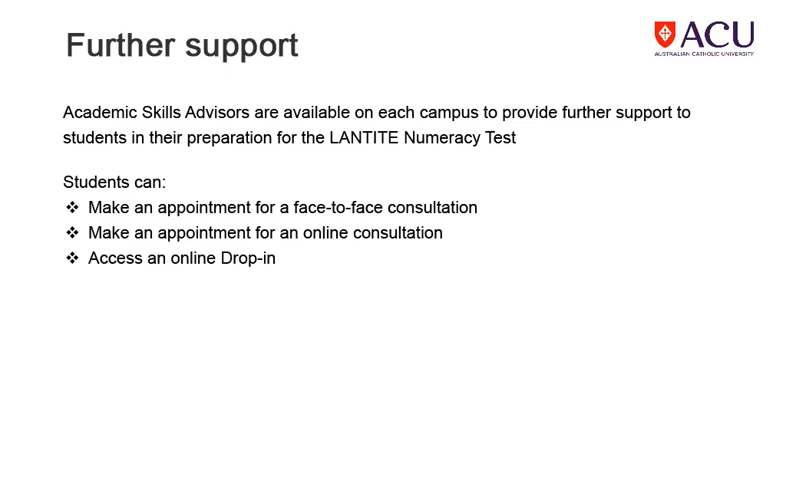 Further support
ACU
AUSTRALIAN CATHOLIC UNIVERSITY
Academic Skills Advisors are available on each campus to provide further support to
students in their preparation for the LANTITE Numeracy Test
Students can:
❖ Make an appointment for a face-to-face consultation
❖ Make an appointment for an online consultation
❖ Access an online Drop-in